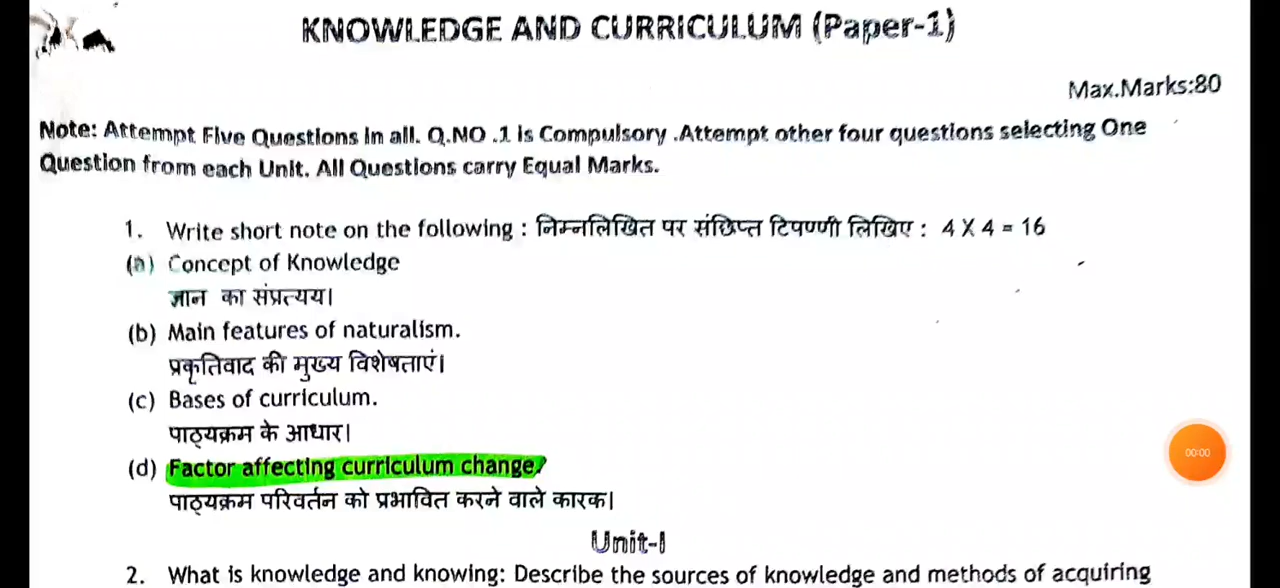 KNOWLEDGE AND CURRICULUM (Paper-1)
Max.Marks:80
Note: Attempt Five Questions in all. Q.NO .1 is Compulsory .Attempt other four questions selecting One
Question from each Unit. All Questions carry Equal Marks.
1. Write short note on the following : निम्नलिखित पर संछिप्त टिपण्णी लिखिए : 4 X 4 = 16
(a) Concept of Knowledge
ज्ञान का संप्रत्यय।
(b) Main features of naturalism.
प्रकृतिवाद की मुख्य विशेषताएं।
(c) Bases of curriculum.
पाठ्यक्रम के आधार।
(d) Factor affecting curriculum change?
पाठ्यक्रम परिवर्तन को प्रभावित करने वाले कारक।
Unit-I
2. What is knowledge and knowing: Describe the sources of knowledge and methods of acquiring
00:00